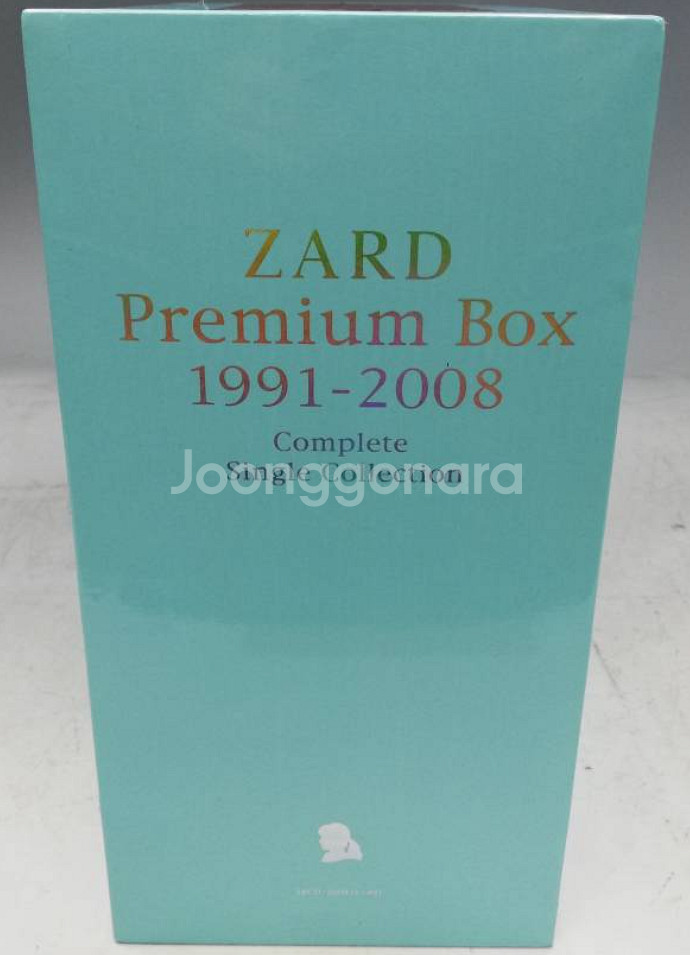 ZARD
Premium Box
1991-2008
Complete
Single Collection
Joonggonara